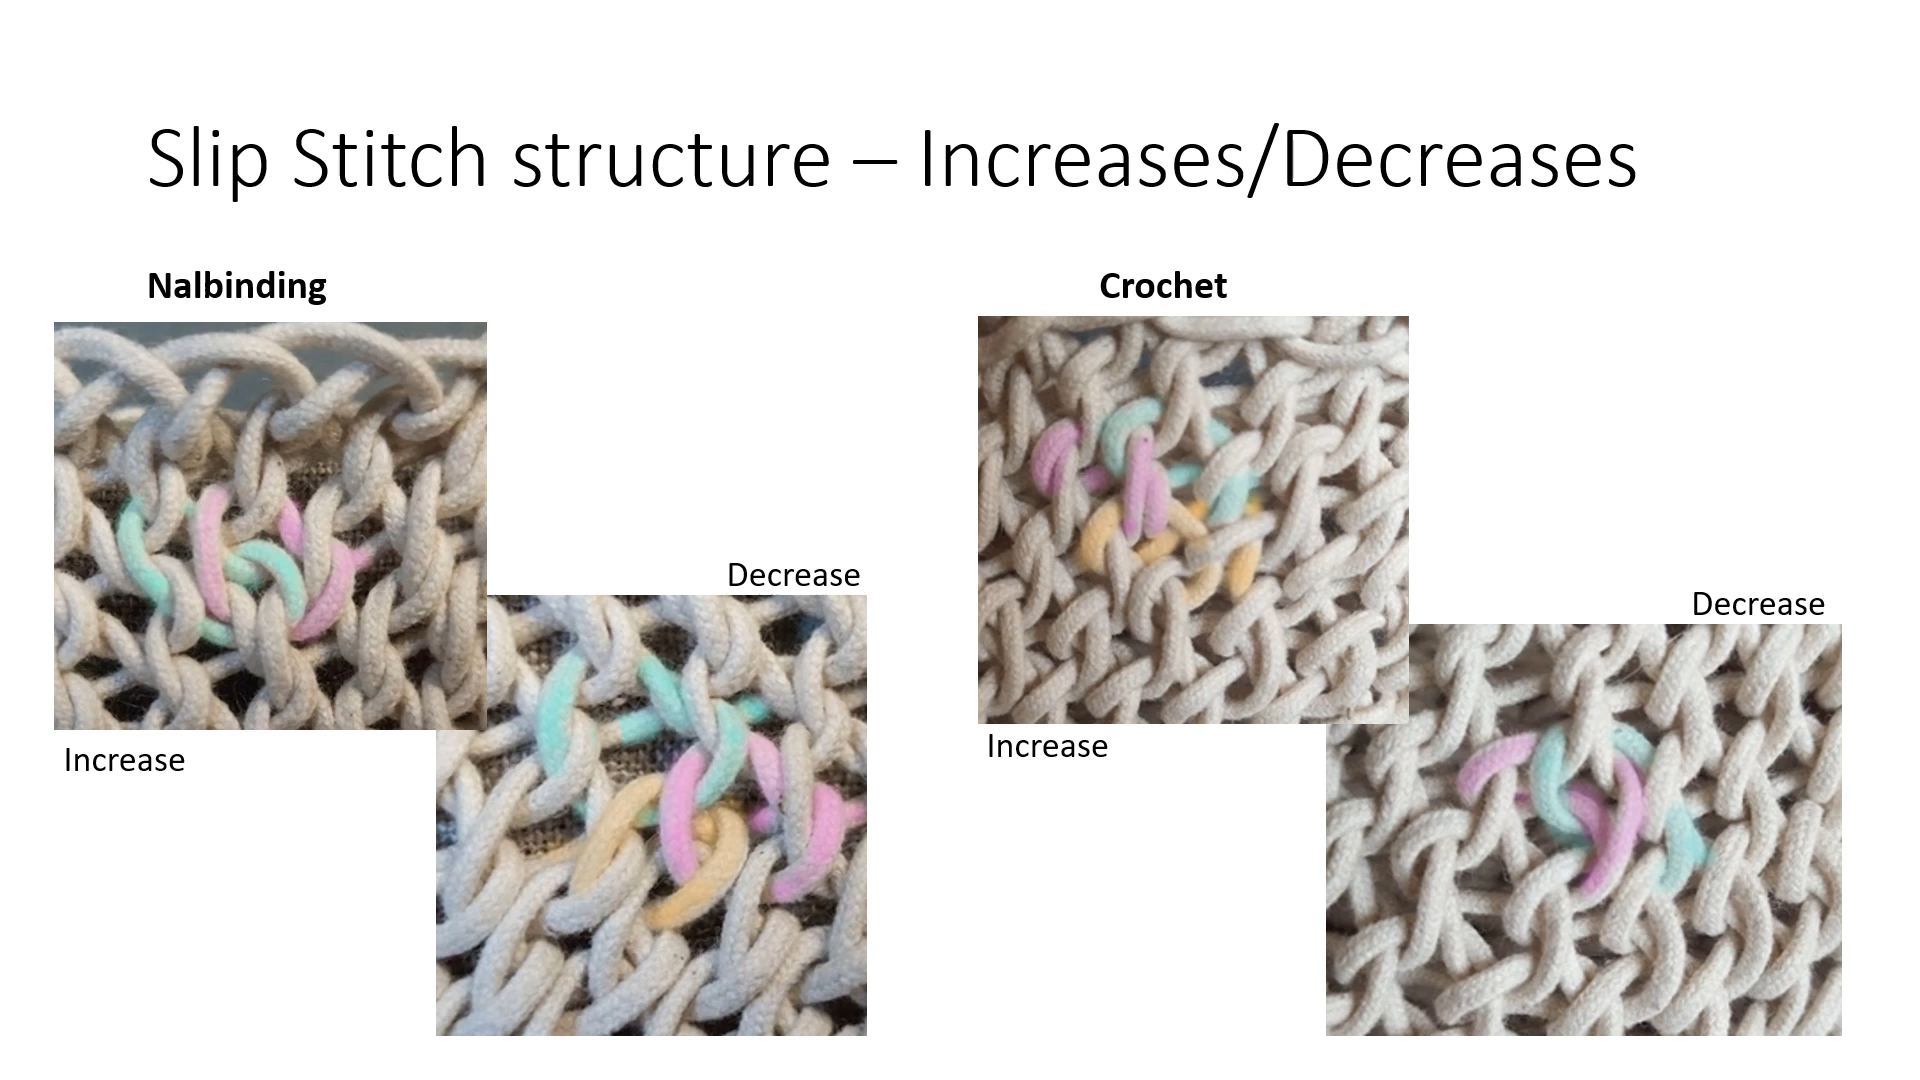 Slip Stitch structure – Increases/Decreases
Nalbinding
Crochet
Decrease
Increase
Decrease
Increase